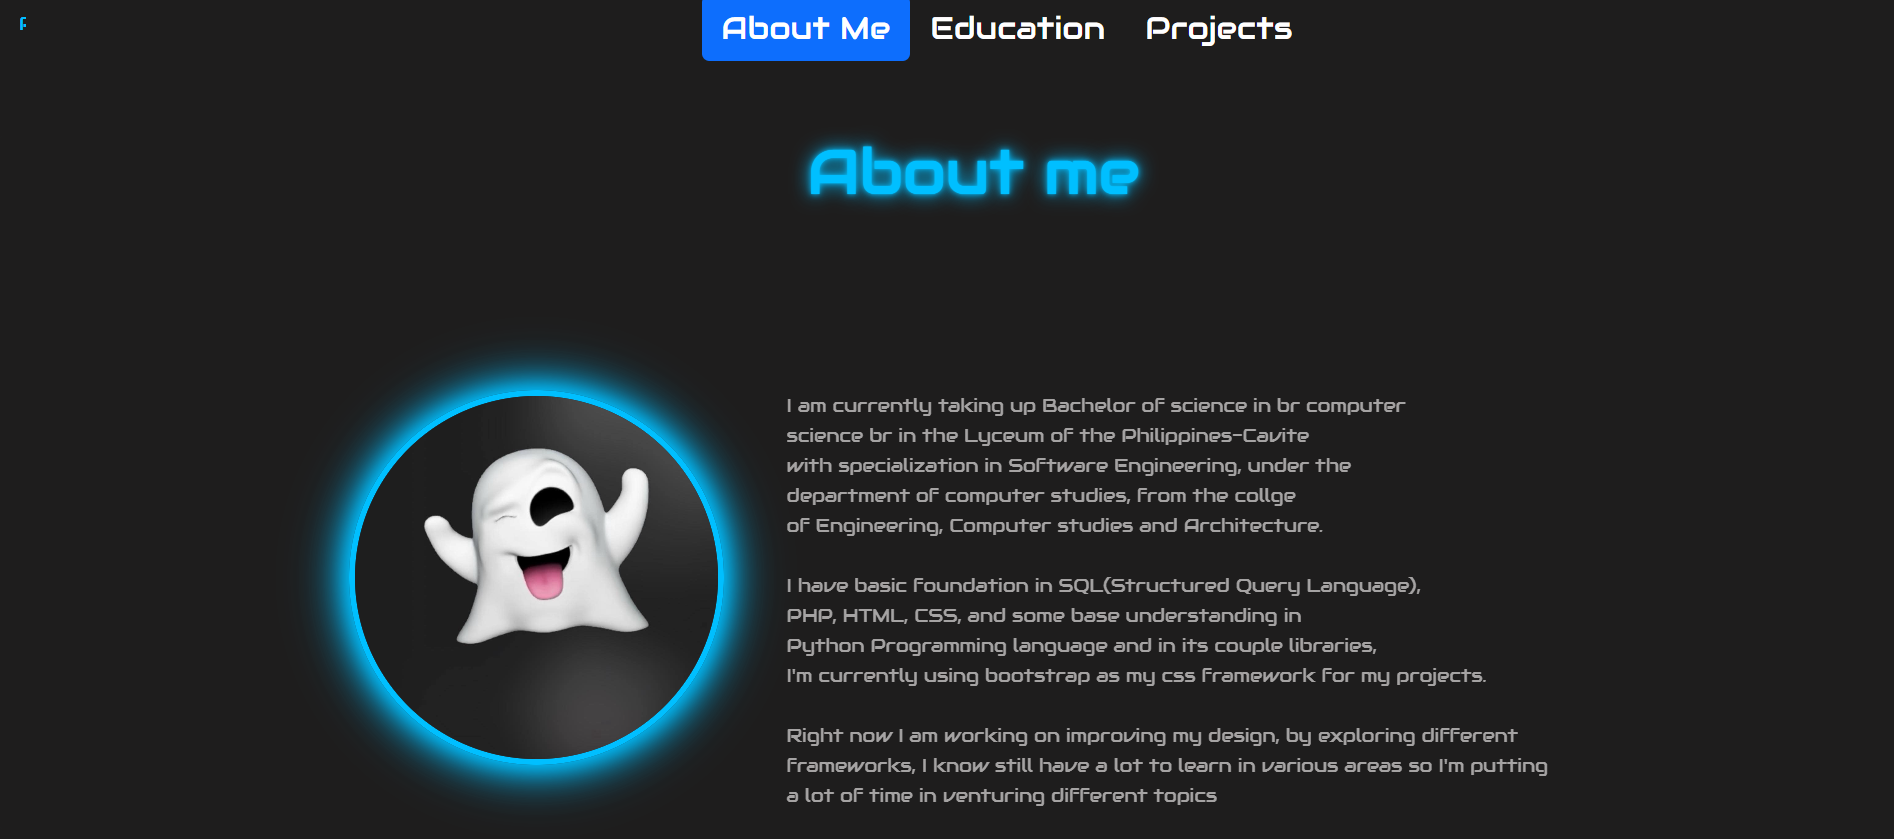 About Me Education Projects
About me
I am currently taking up Bachelor of science in br computer
science br in the Lyceum of the Philippines-Cavite
with specialization in Software Engineering, under the
department of computer studies, from the collge
of Engineering, Computer studies and Architecture.
I have basic foundation in SQL(Structured Query Language),
PHP, HTML, CSS, and some base understanding in
Python Programming language and in its couple libraries,
I'm currently using bootstrap as my css framework for my projects.
Right now I am working on improving my design, by exploring different
frameworks, I know still have a lot to learn in various areas so I'm putting
a lot of time in venturing different topics